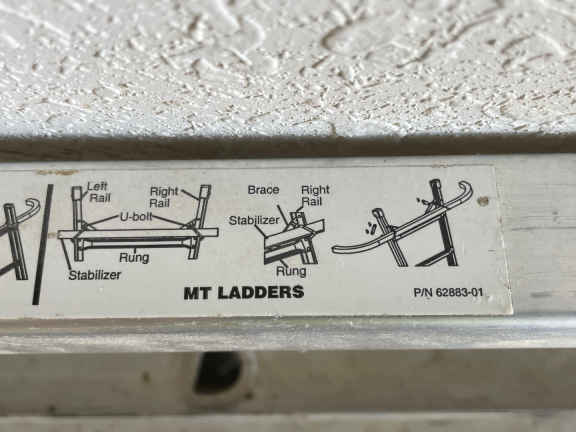 Left
Rail
Right
Rail
U-bolt
Rung
Stabilizer
Brace
Right
Rail
Stabilizer
Rung
MT LADDERS
P/N 62883-01